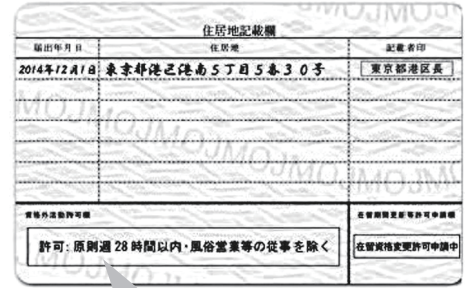 住居地記載欄
届出年月日 住居地 記載者印
2014年12月1日 東京都港区港南5丁目5番30号 東京都港区長
MOJMOJMOJMOJ
資格外活動許可欄 在留期間更新等許可申請欄
許可:原則週28時間以内・風俗営業等の従事を除く 在留資格変更許可申請中